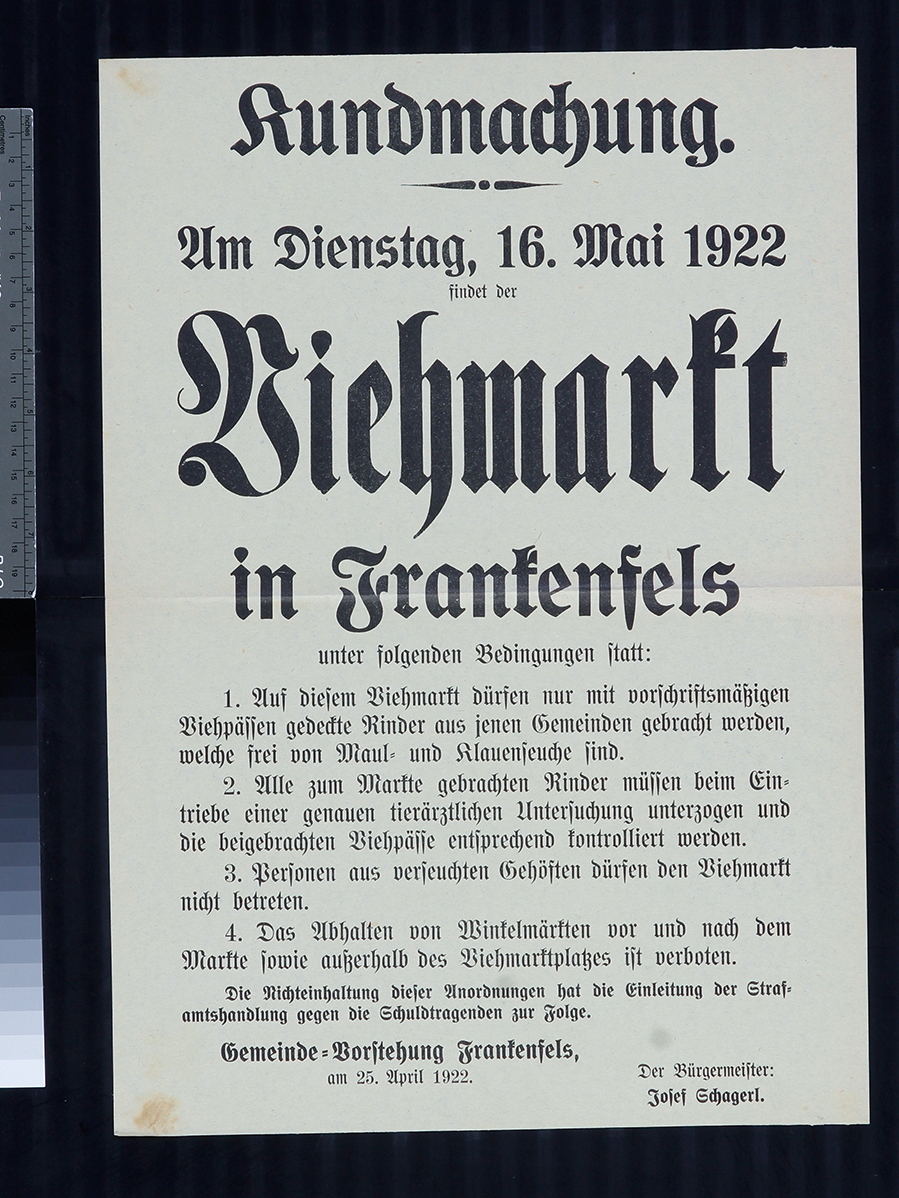 Kundmachung.
Am Dienstag, 16. Mai 1922
findet der
Viehmarkt
in Frankenfels
unter folgenden Bedingungen statt:
1. Auf diesem Viehmarkt dürfen nur mit vorschriftsmäßigen
Viehpässen gedeckte Rinder aus jenen Gemeinden gebracht werden,
welche frei von Maul- und Klauenseuche sind.
2. Alle zum Markte gebrachten Rinder müssen beim Ein-
triebe einer genauen tierärztlichen Untersuchung unterzogen und
die beigebrachten Viehpässe entsprechend kontrolliert werden.
3. Personen aus verseuchten Gehöften dürfen den Viehmarkt
nicht betreten.
4. Das Abhalten von Winkelmärkten vor und nach dem
Markte sowie außerhalb des Viehmarktplatzes ist verboten.
Die Nichteinhaltung dieser Anordnungen hat die Einleitung der Straf-
amtshandlung gegen die Schuldtragenden zur Folge.
Gemeinde-Vorstehung Frankenfels,
am 25. April 1922.
Der Bürgermeister:
Josef Schagerl.